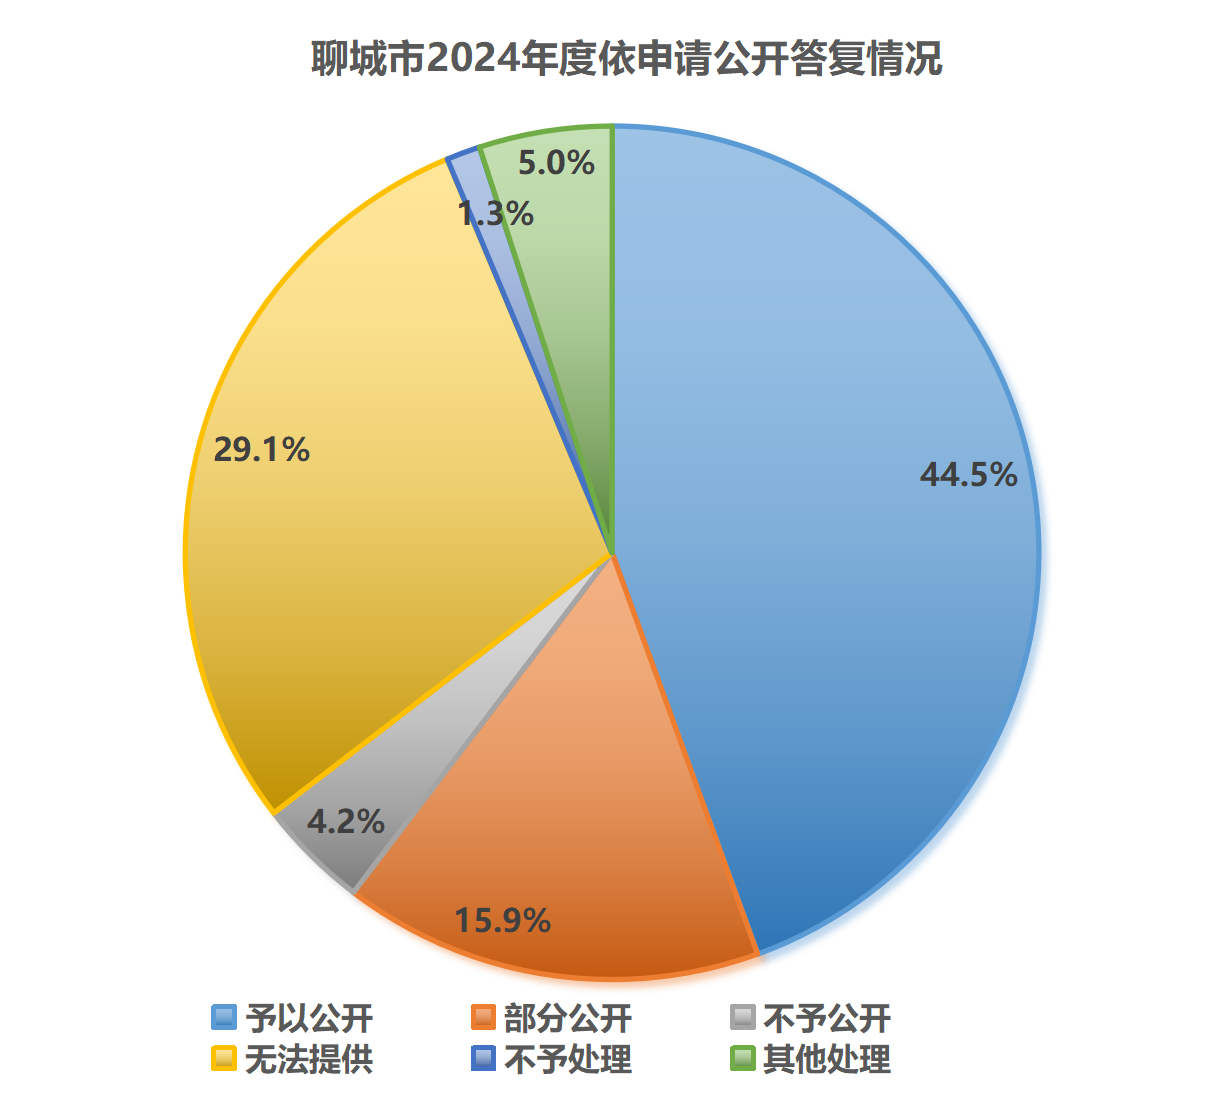 聊城市2024年度依申请公开答复情况
5.0%
1.3%
29.1%
44.5%
4.2%
15.9%
予以公开 部分公开 不予公开
无法提供 不予处理 其他处理